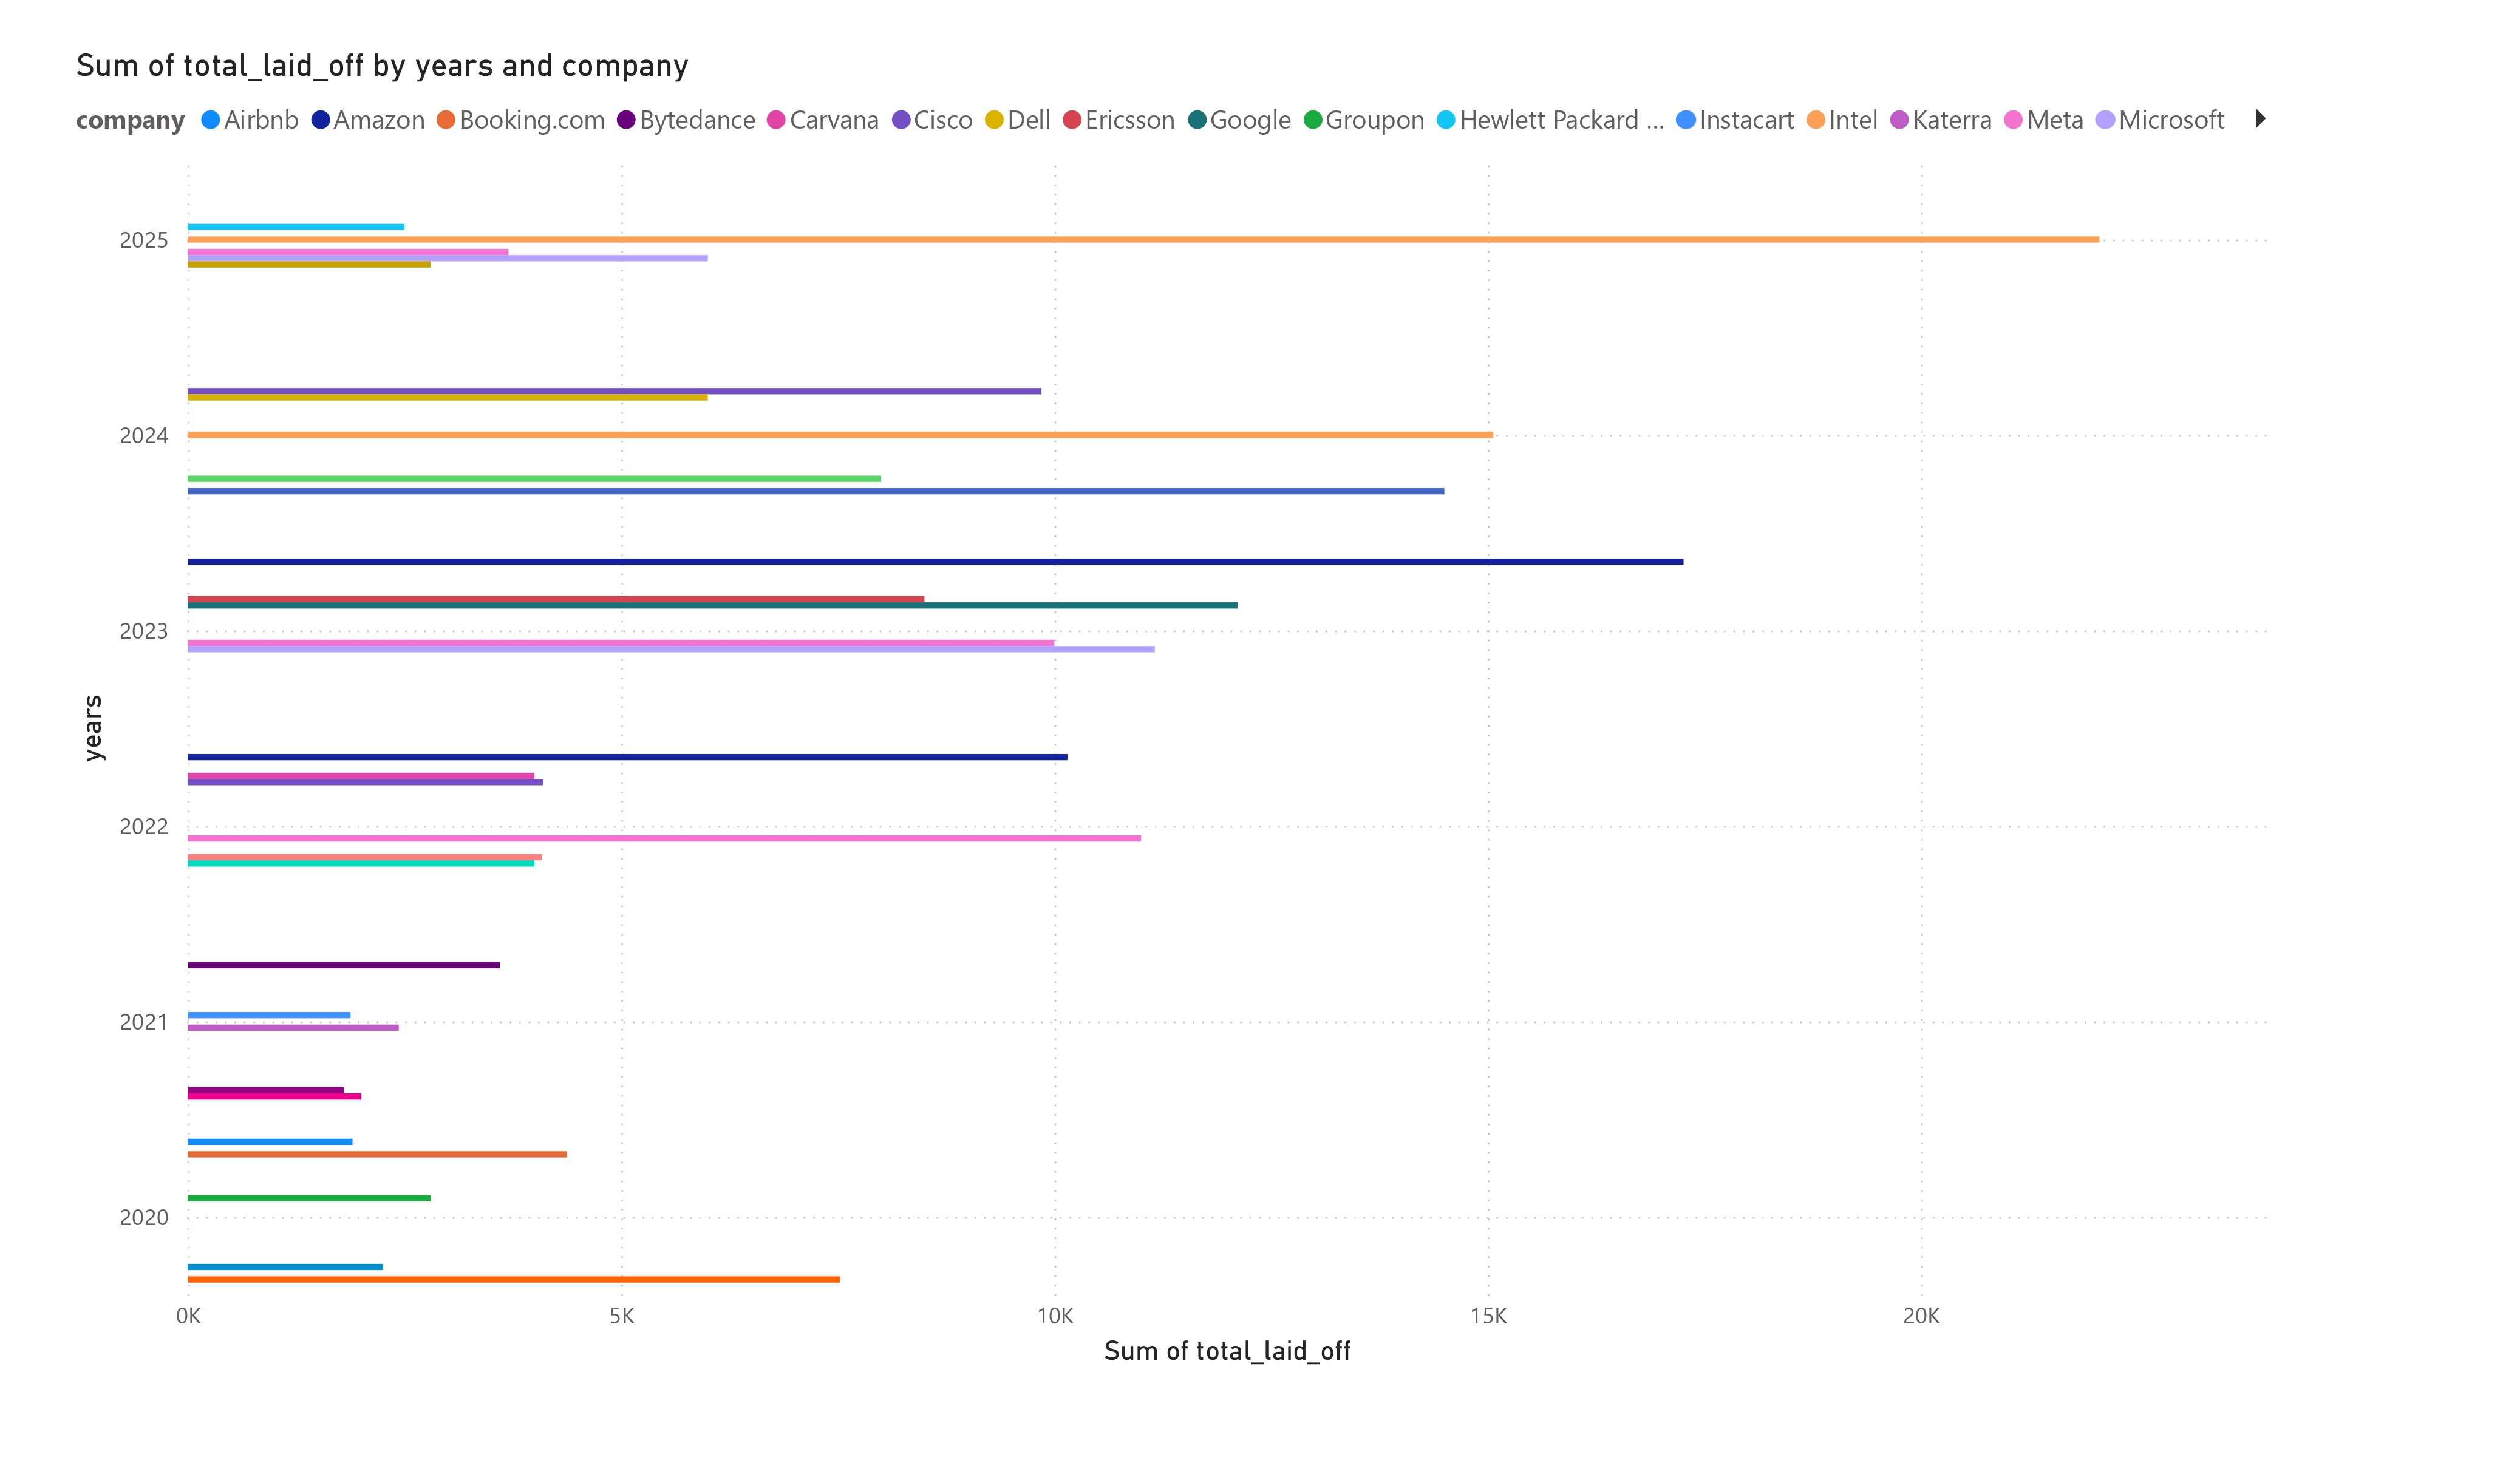 Sum of total_laid_off by years and company
company Airbnb Amazon Booking.com Bytedance Carvana Cisco Dell Ericsson Google Groupon Hewlett Packard ... Instacart Intel Katerra Meta Microsoft
2025
2024
2023
2022
2021
2020
years
0K 5K 10K 15K 20K
Sum of total_laid_off